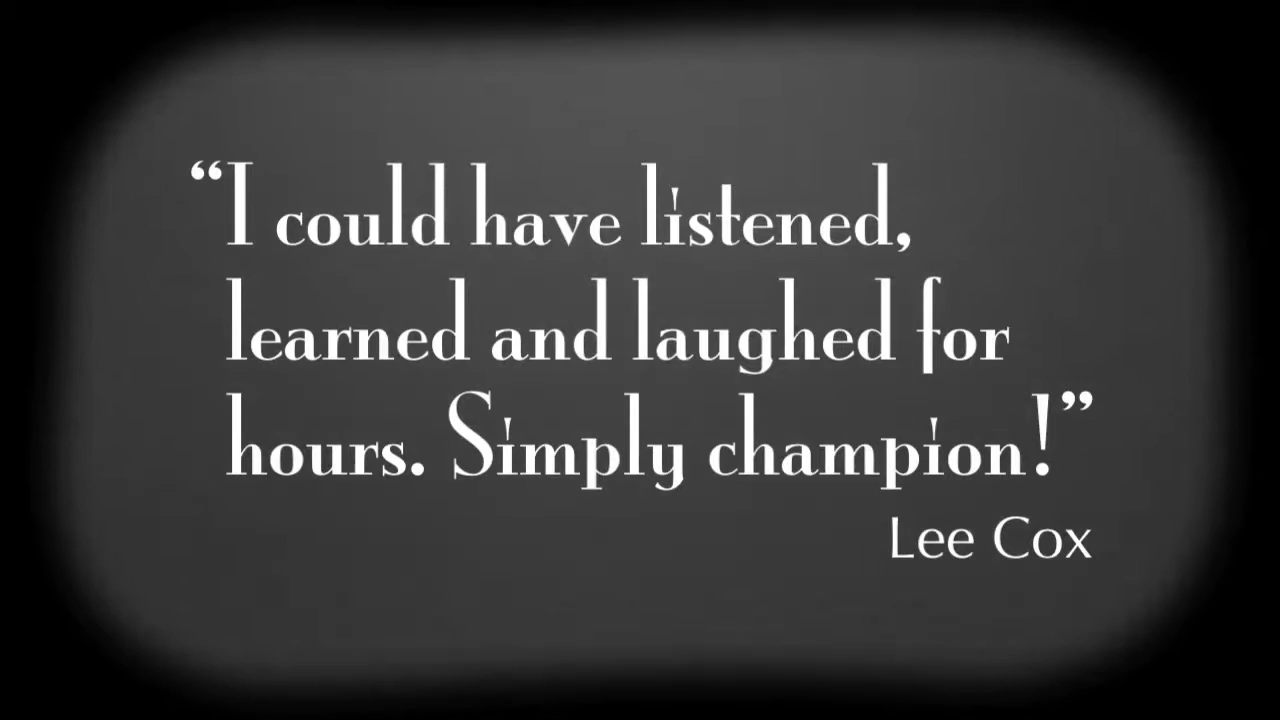 “I could have listened,
learned and laughed for
hours. Simply champion!”
Lee Cox